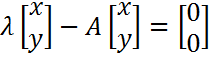 λ[x y] − A[x y] = [0 0]